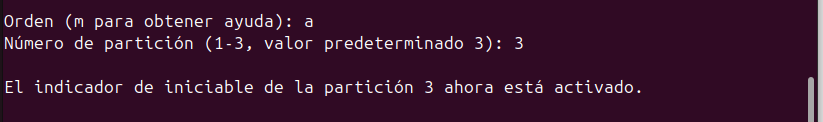 Orden (m para obtener ayuda): a
Número de partición (1-3, valor predeterminado 3): 3
El indicador de iniciable de la partición 3 ahora está activado.